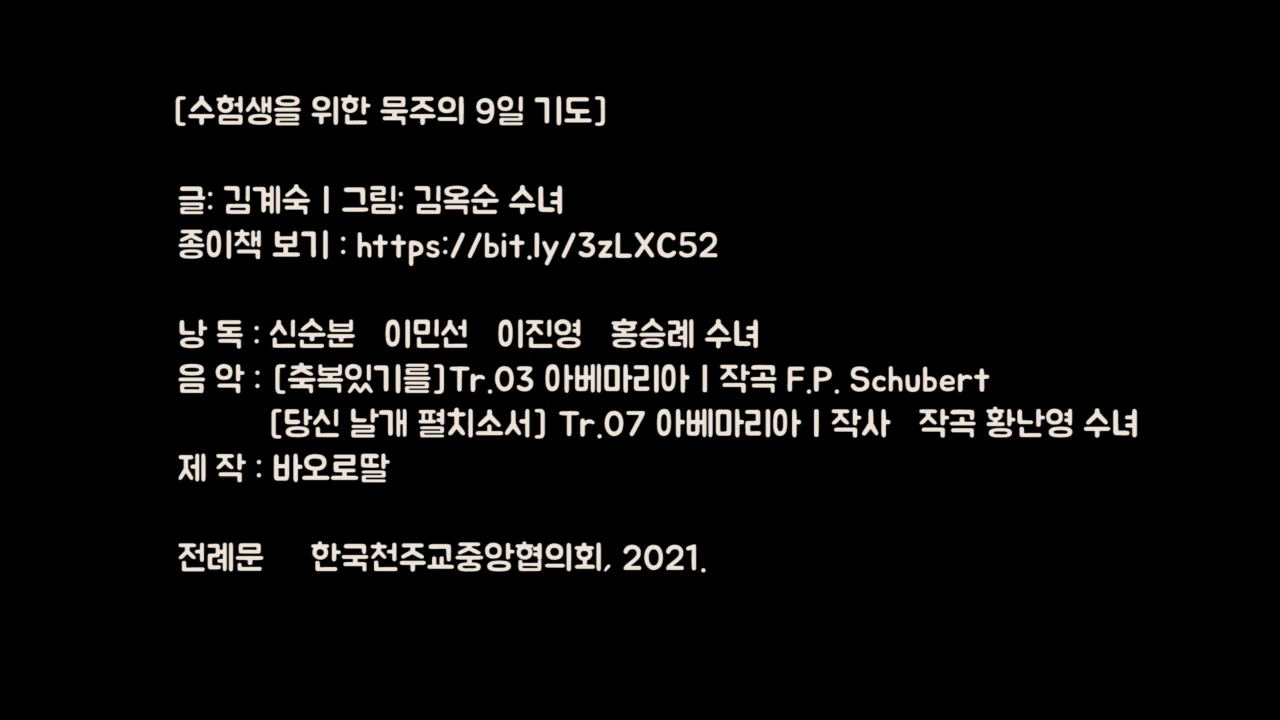 [수험생을 위한 묵주의 9일 기도]
글: 김계숙 | 그림: 김옥순 수녀
종이책 보기 : https://bit.ly/3zLXC52
낭 독 : 신순분 이민선 이진영 홍승례 수녀
음 악 : [축복있기를]Tr.03 아베마리아 | 작곡 F.P. Schubert
[당신 날개 펼치소서] Tr.07 아베마리아 | 작사 작곡 황난영 수녀
제 작 : 바오로딸
전례문 한국천주교중앙협의회, 2021.